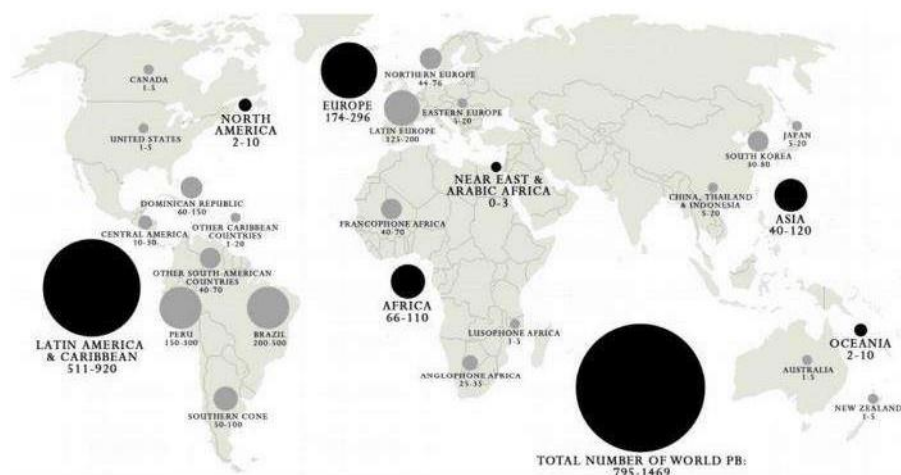 CANADA
1-5
NORTH
AMERICA
2-10
UNITED STATES
1-5
DOMINICAN REPUBLIC
60-150
CENTRAL AMERICA
10-30
OTHER CARIBBEAN
COUNTRIES
1-20
OTHER SOUTH-AMERICAN
COUNTRIES
40-70
LATIN AMERICA
& CARIBBEAN
511-920
PERU
150-300
BRAZIL
200-300
SOUTHERN CONE
50-100
EUROPE
174-296
NORTHERN EUROPE
44-76
EASTERN EUROPE
5-20
LATIN EUROPE
125-200
NEAR EAST &
ARABIC AFRICA
0-3
FRANCOPHONE AFRICA
40-70
AFRICA
66-110
LUSOPHONE AFRICA
1-5
ANGLOPHONE AFRICA
25-35
JAPAN
5-20
SOUTH KOREA
30-80
CHINA, THAILAND
& INDONESIA
5-20
ASIA
40-120
OCEANIA
2-10
AUSTRALIA
1-5
NEW ZEALAND
1-5
TOTAL NUMBER OF WORLD PB:
795-1469